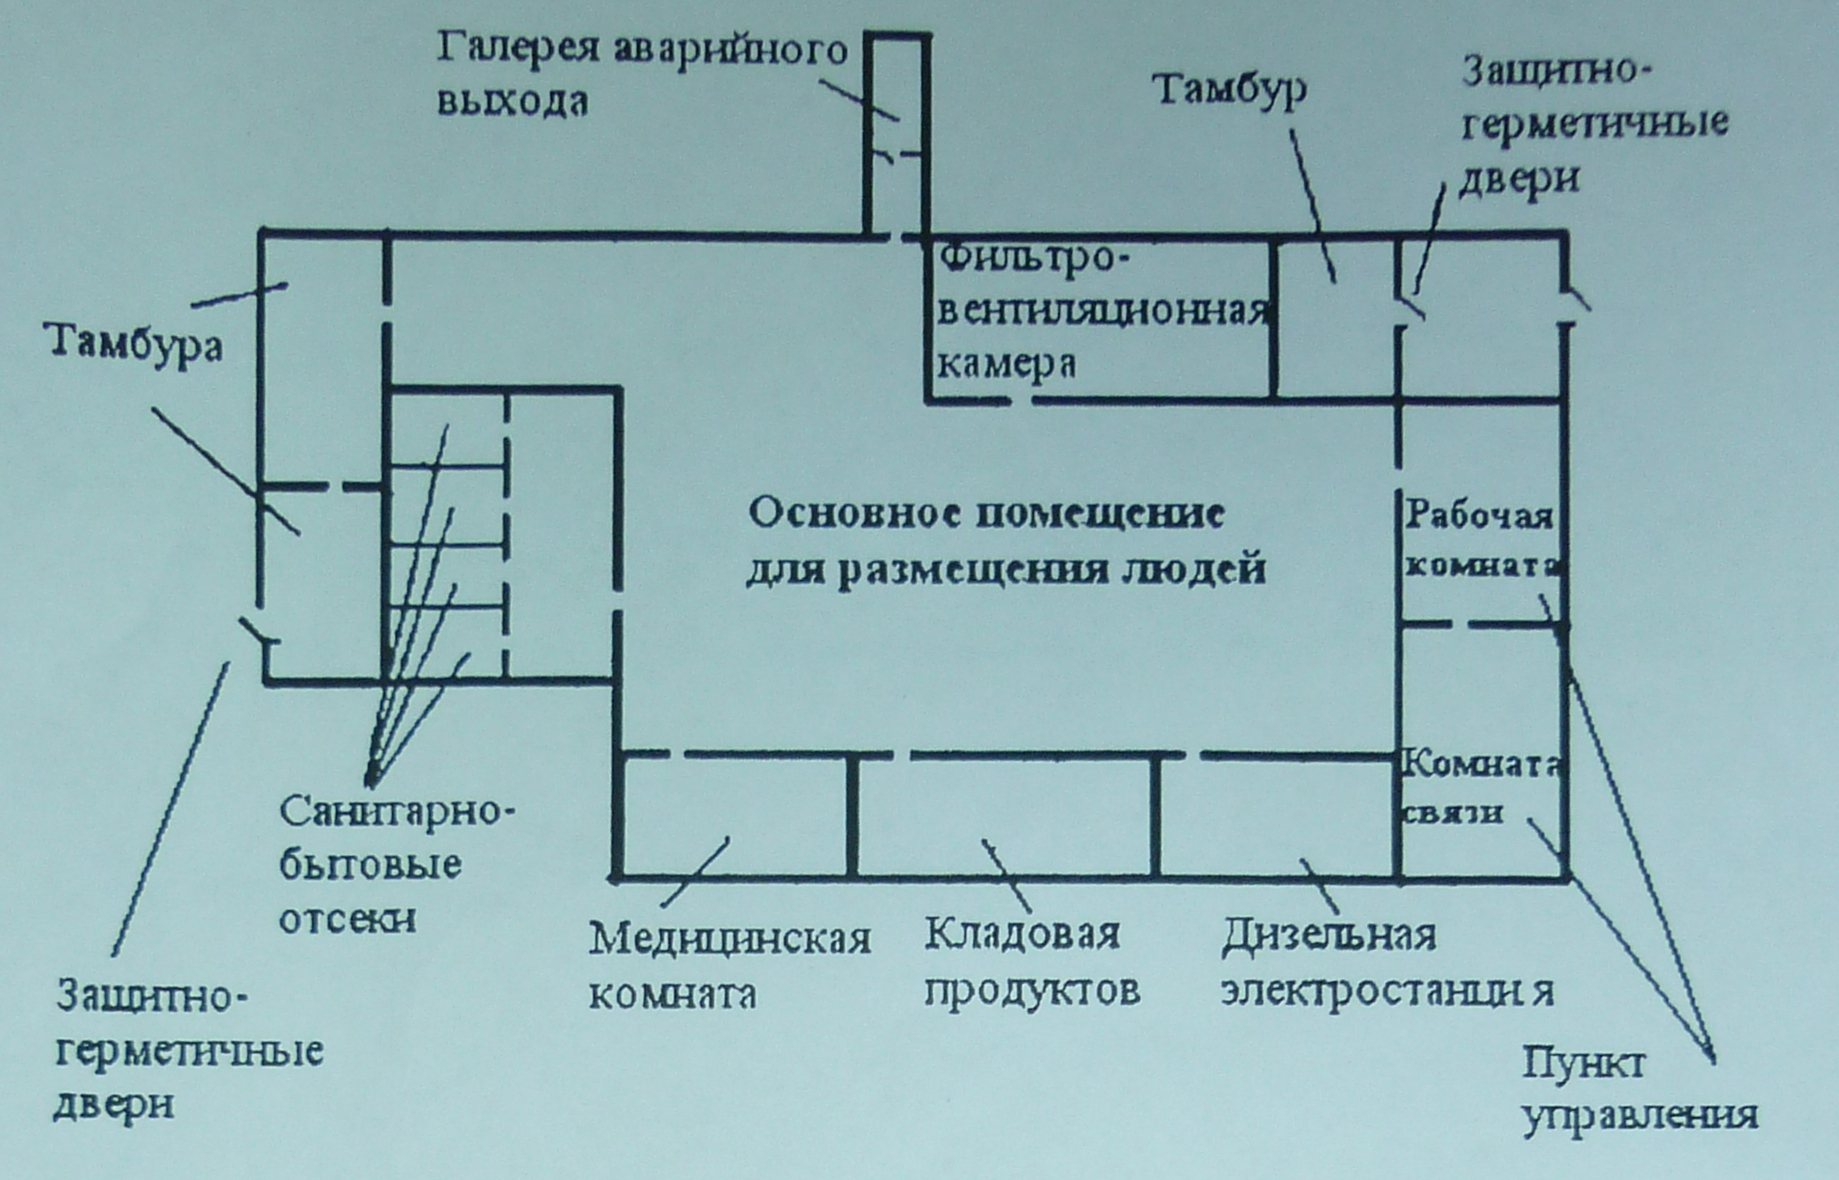 Галерея аварийного
выхода
Тамбур
Защитно-
герметичные
двери
Фильтро-
вентиляционная
камера
Тамбура
Основное помещение
для размещения людей
Рабочая
комната
Комната
связи
Санитарно-
бытовые
отсеки
Медицинская
комната
Кладовая
продуктов
Дизельная
электростанция
Защитно-
герметичные
двери
Пункт
управления